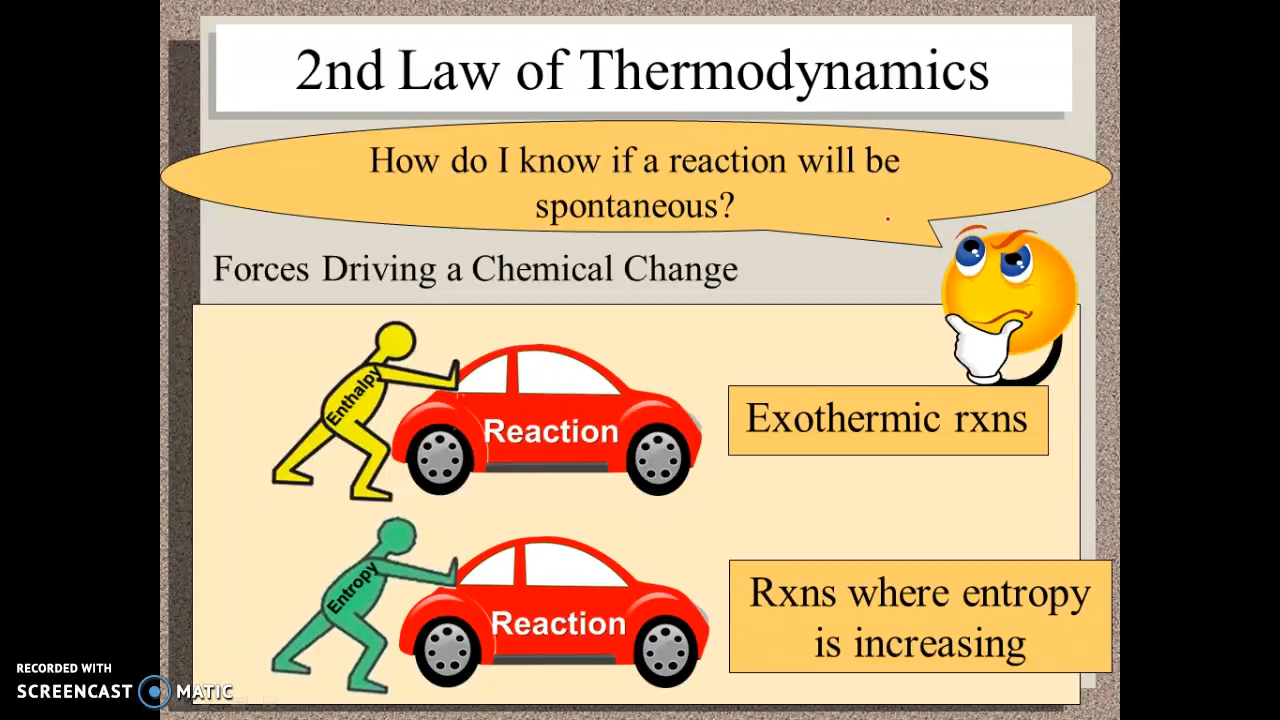 2nd Law of Thermodynamics
How do I know if a reaction will be
spontaneous?
Forces Driving a Chemical Change
Enthalpy
Reaction
Exothermic rxns
Entropy
Reaction
Rxns where entropy
is increasing
RECORDED WITH
SCREENCAST MATIC